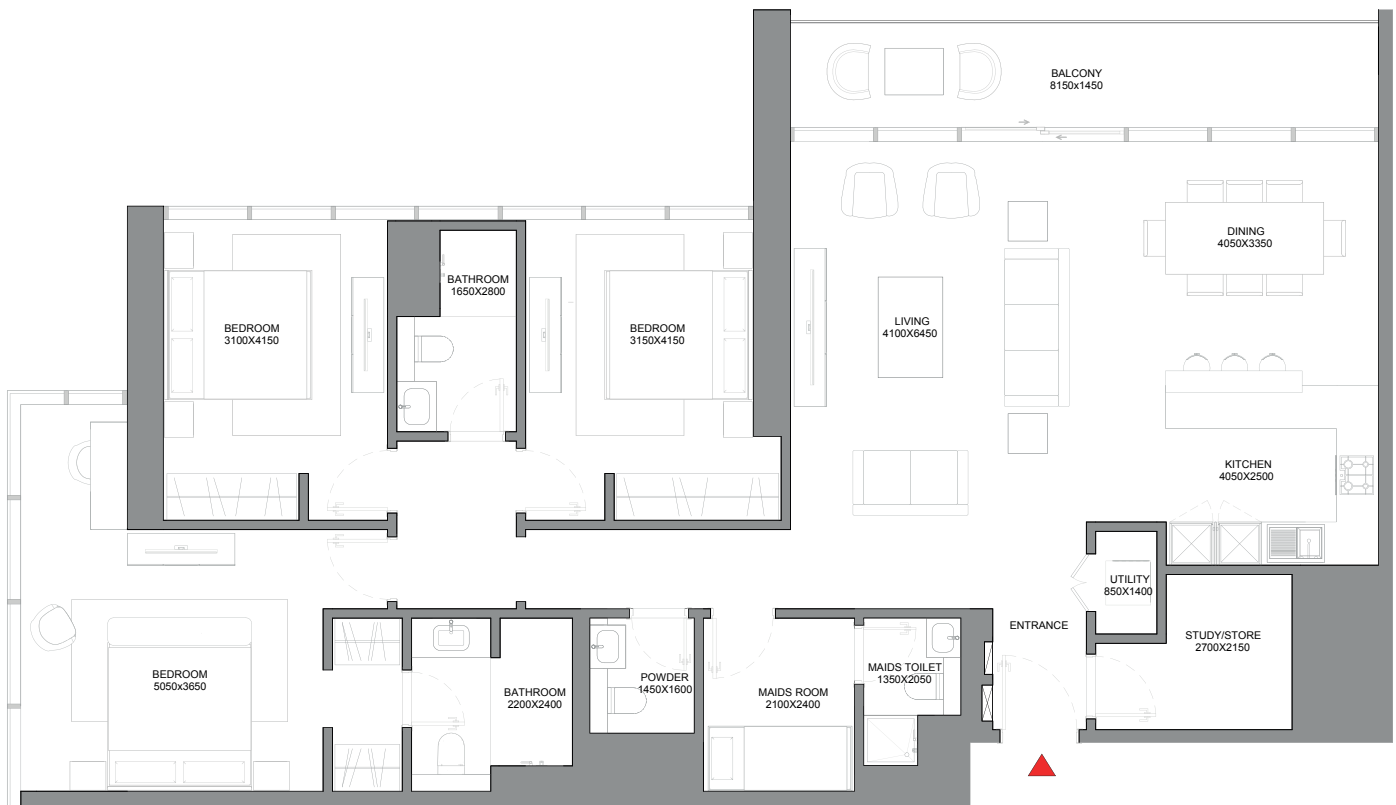 BALCONY
8150x1450
DINING
4050X3350
BATHROOM
1650X2800
BEDROOM
3100X4150
BEDROOM
3150X4150
LIVING
4100X6450
KITCHEN
4050X2500
UTILITY
850X1400
ENTRANCE
STUDY/STORE
2700X2150
BEDROOM
5050x3650
BATHROOM
2200X2400
POWDER
1450X1600
MAIDS ROOM
2100X2400
MAIDS TOILET
1350X2050